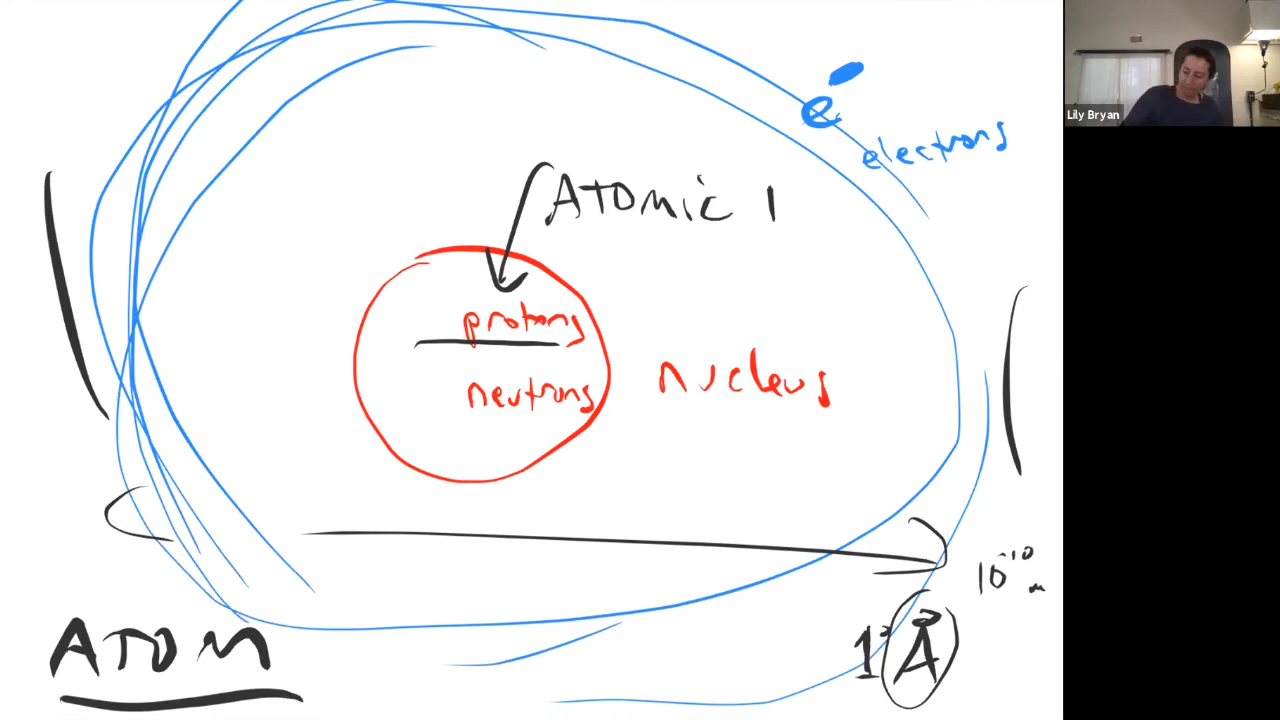 e-
electrons
ATOMIC
protons
neutrons
nucleus
10-10 m
1 Å
ATOM
Lily Bryan